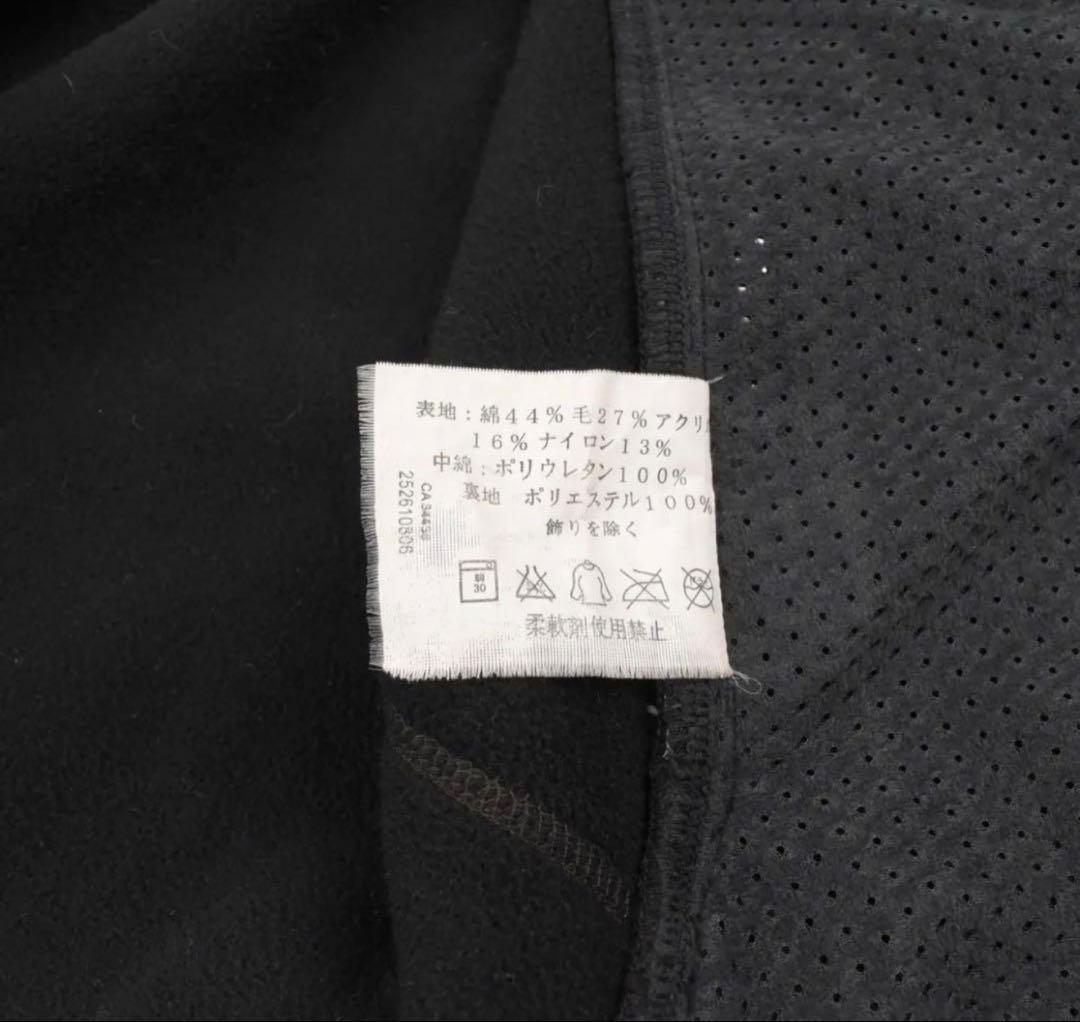 表地：綿44％毛27％アクリ
16％ナイロン13％
中綿：ポリウレタン100％
裏地 ポリエステル100％
飾りを除く
弱
30
柔軟剤使用禁止
252610806